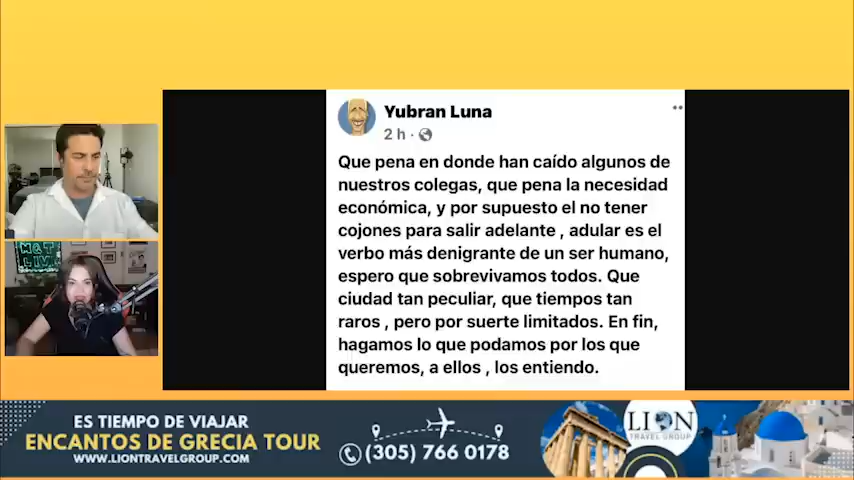 Yubran Luna
2 h ·
Que pena en donde han caído algunos de
nuestros colegas, que pena la necesidad
económica, y por supuesto el no tener
cojones para salir adelante , adular es el
verbo más denigrante de un ser humano,
espero que sobrevivamos todos. Que
ciudad tan peculiar, que tiempos tan
raros , pero por suerte limitados. En fin,
hagamos lo que podamos por los que
queremos, a ellos , los entiendo.
ES TIEMPO DE VIAJAR
ENCANTOS DE GRECIA TOUR
WWW.LIONTRAVELGROUP.COM
(305) 766 0178
LION
TRAVEL GROUP